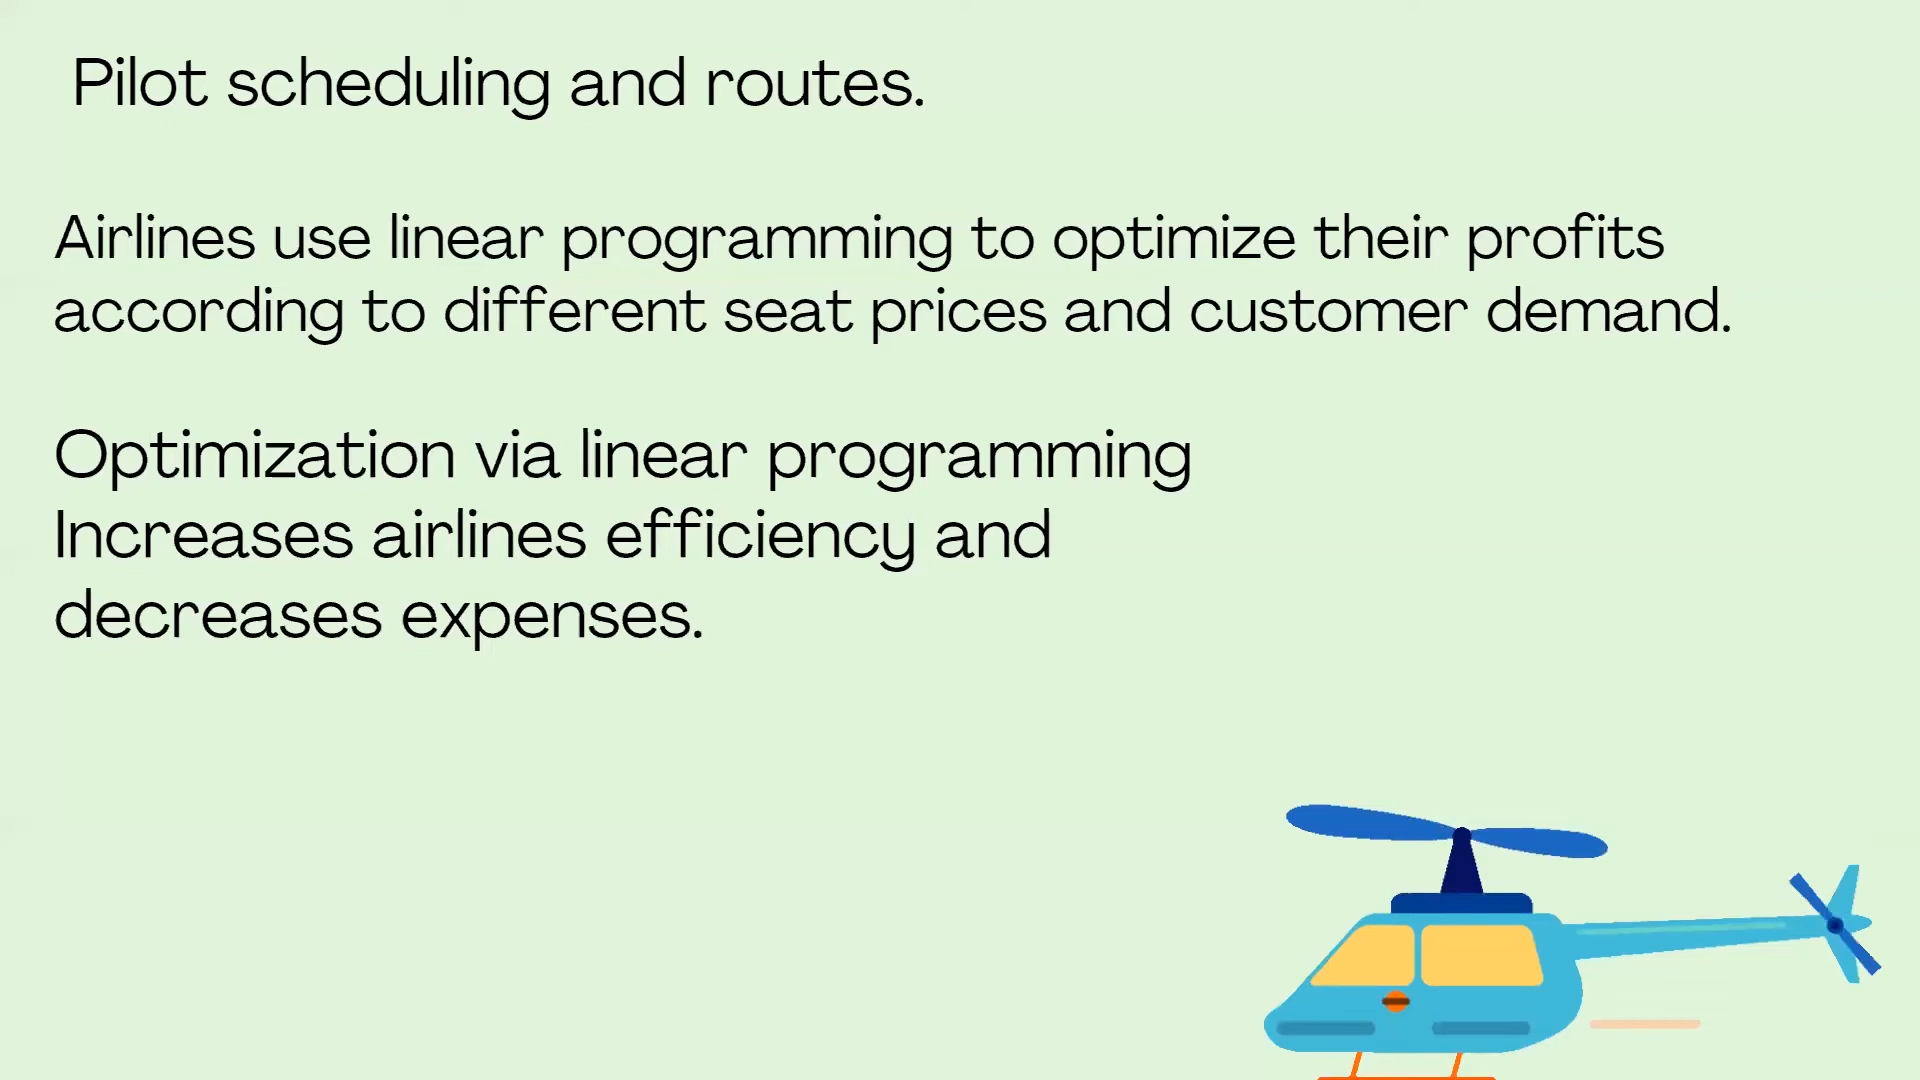 Pilot scheduling and routes.
Airlines use linear programming to optimize their profits
according to different seat prices and customer demand.
Optimization via linear programming
Increases airlines efficiency and
decreases expenses.